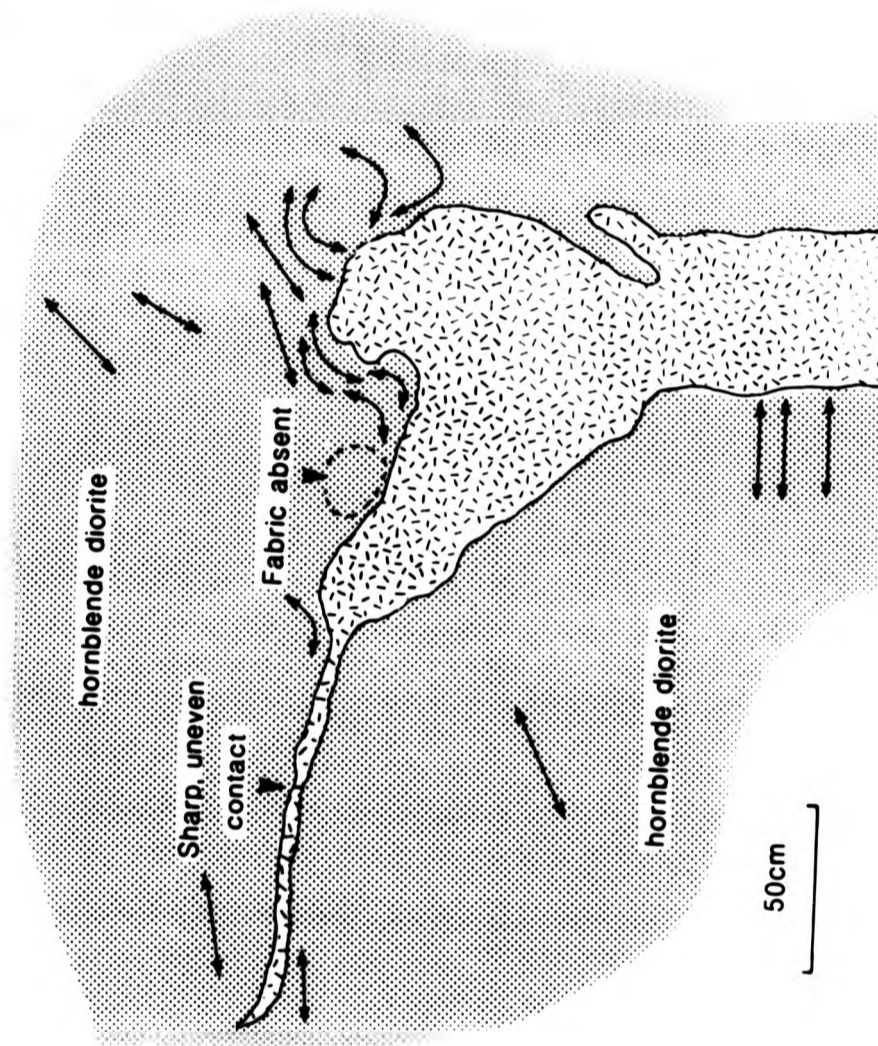 hornblende diorite
Fabric absent
Sharp, uneven
contact
hornblende diorite
50cm